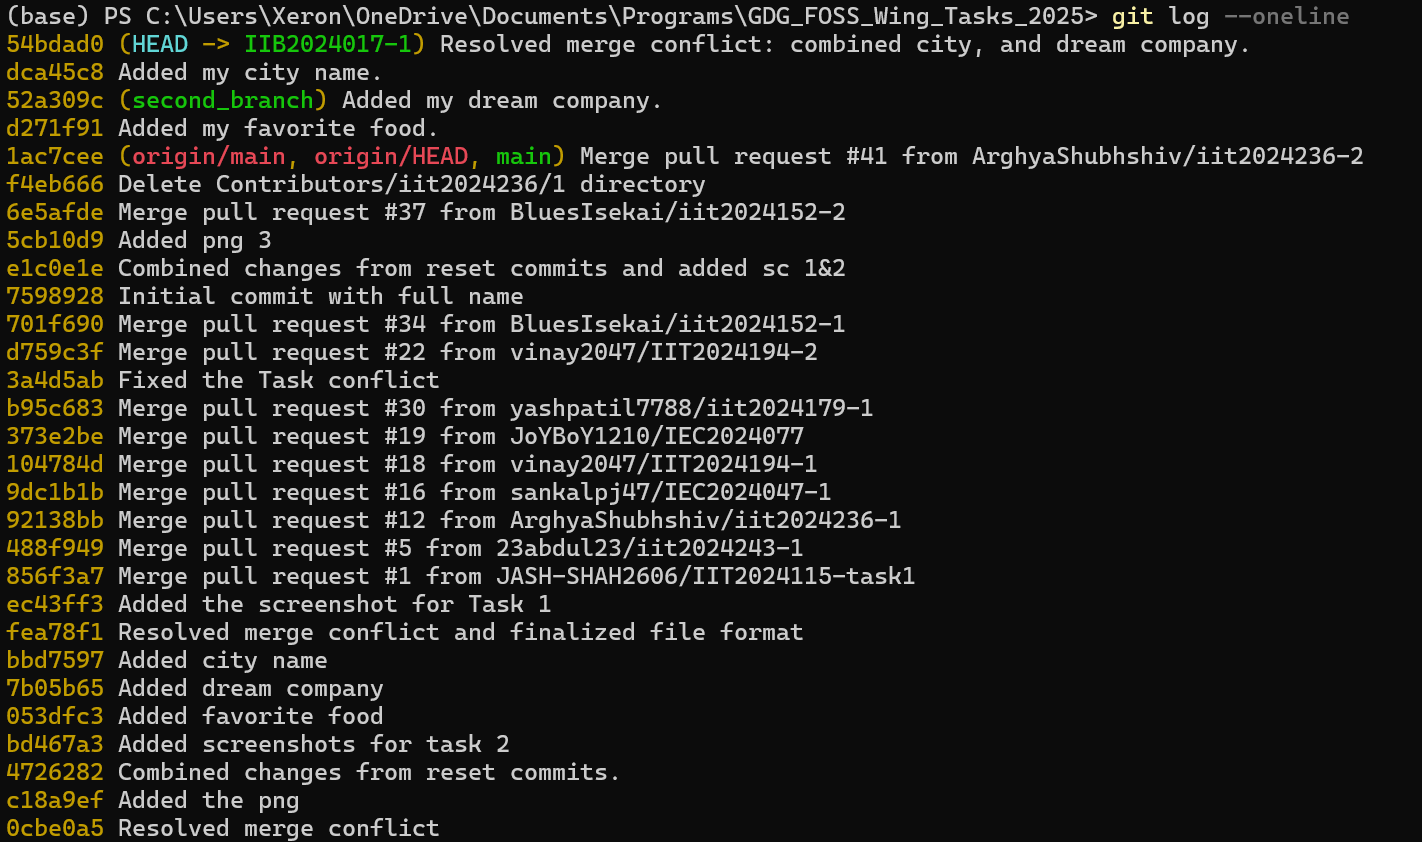 (base) PS C:\Users\Xeron\OneDrive\Documents\Programs\GDG_FOSS_Wing_Tasks_2025> git log --oneline
54bdad0 (HEAD -> IIB2024017-1) Resolved merge conflict: combined city, and dream company.
dca45c8 Added my city name.
52a309c (second_branch) Added my dream company.
d271f91 Added my favorite food.
1ac7cee (origin/main, origin/HEAD, main) Merge pull request #41 from ArghyaShubhshiv/iit2024236-2
f4eb666 Delete Contributors/iit2024236/1 directory
6e5afde Merge pull request #37 from BluesIsekai/iit2024152-2
5cb10d9 Added png 3
e1c0e1e Combined changes from reset commits and added sc 1&2
7598928 Initial commit with full name
701f690 Merge pull request #34 from BluesIsekai/iit2024152-1
d759c3f Merge pull request #22 from vinay2047/IIT2024194-2
3a4d5ab Fixed the Task conflict
b95c683 Merge pull request #30 from yashpatil7788/iit2024179-1
373e2be Merge pull request #19 from JoYBoY1210/IEC2024077
104784d Merge pull request #18 from vinay2047/IIT2024194-1
9dc1b1b Merge pull request #16 from sankalpj47/IEC2024047-1
92138bb Merge pull request #12 from ArghyaShubhshiv/iit2024236-1
488f949 Merge pull request #5 from 23abdul23/iit2024243-1
856f3a7 Merge pull request #1 from JASH-SHAH2606/IIT2024115-task1
ec43ff3 Added the screenshot for Task 1
fea78f1 Resolved merge conflict and finalized file format
bbd7597 Added city name
7b05b65 Added dream company
053dfc3 Added favorite food
bd467a3 Added screenshots for task 2
4726282 Combined changes from reset commits.
c18a9ef Added the png
0cbe0a5 Resolved merge conflict